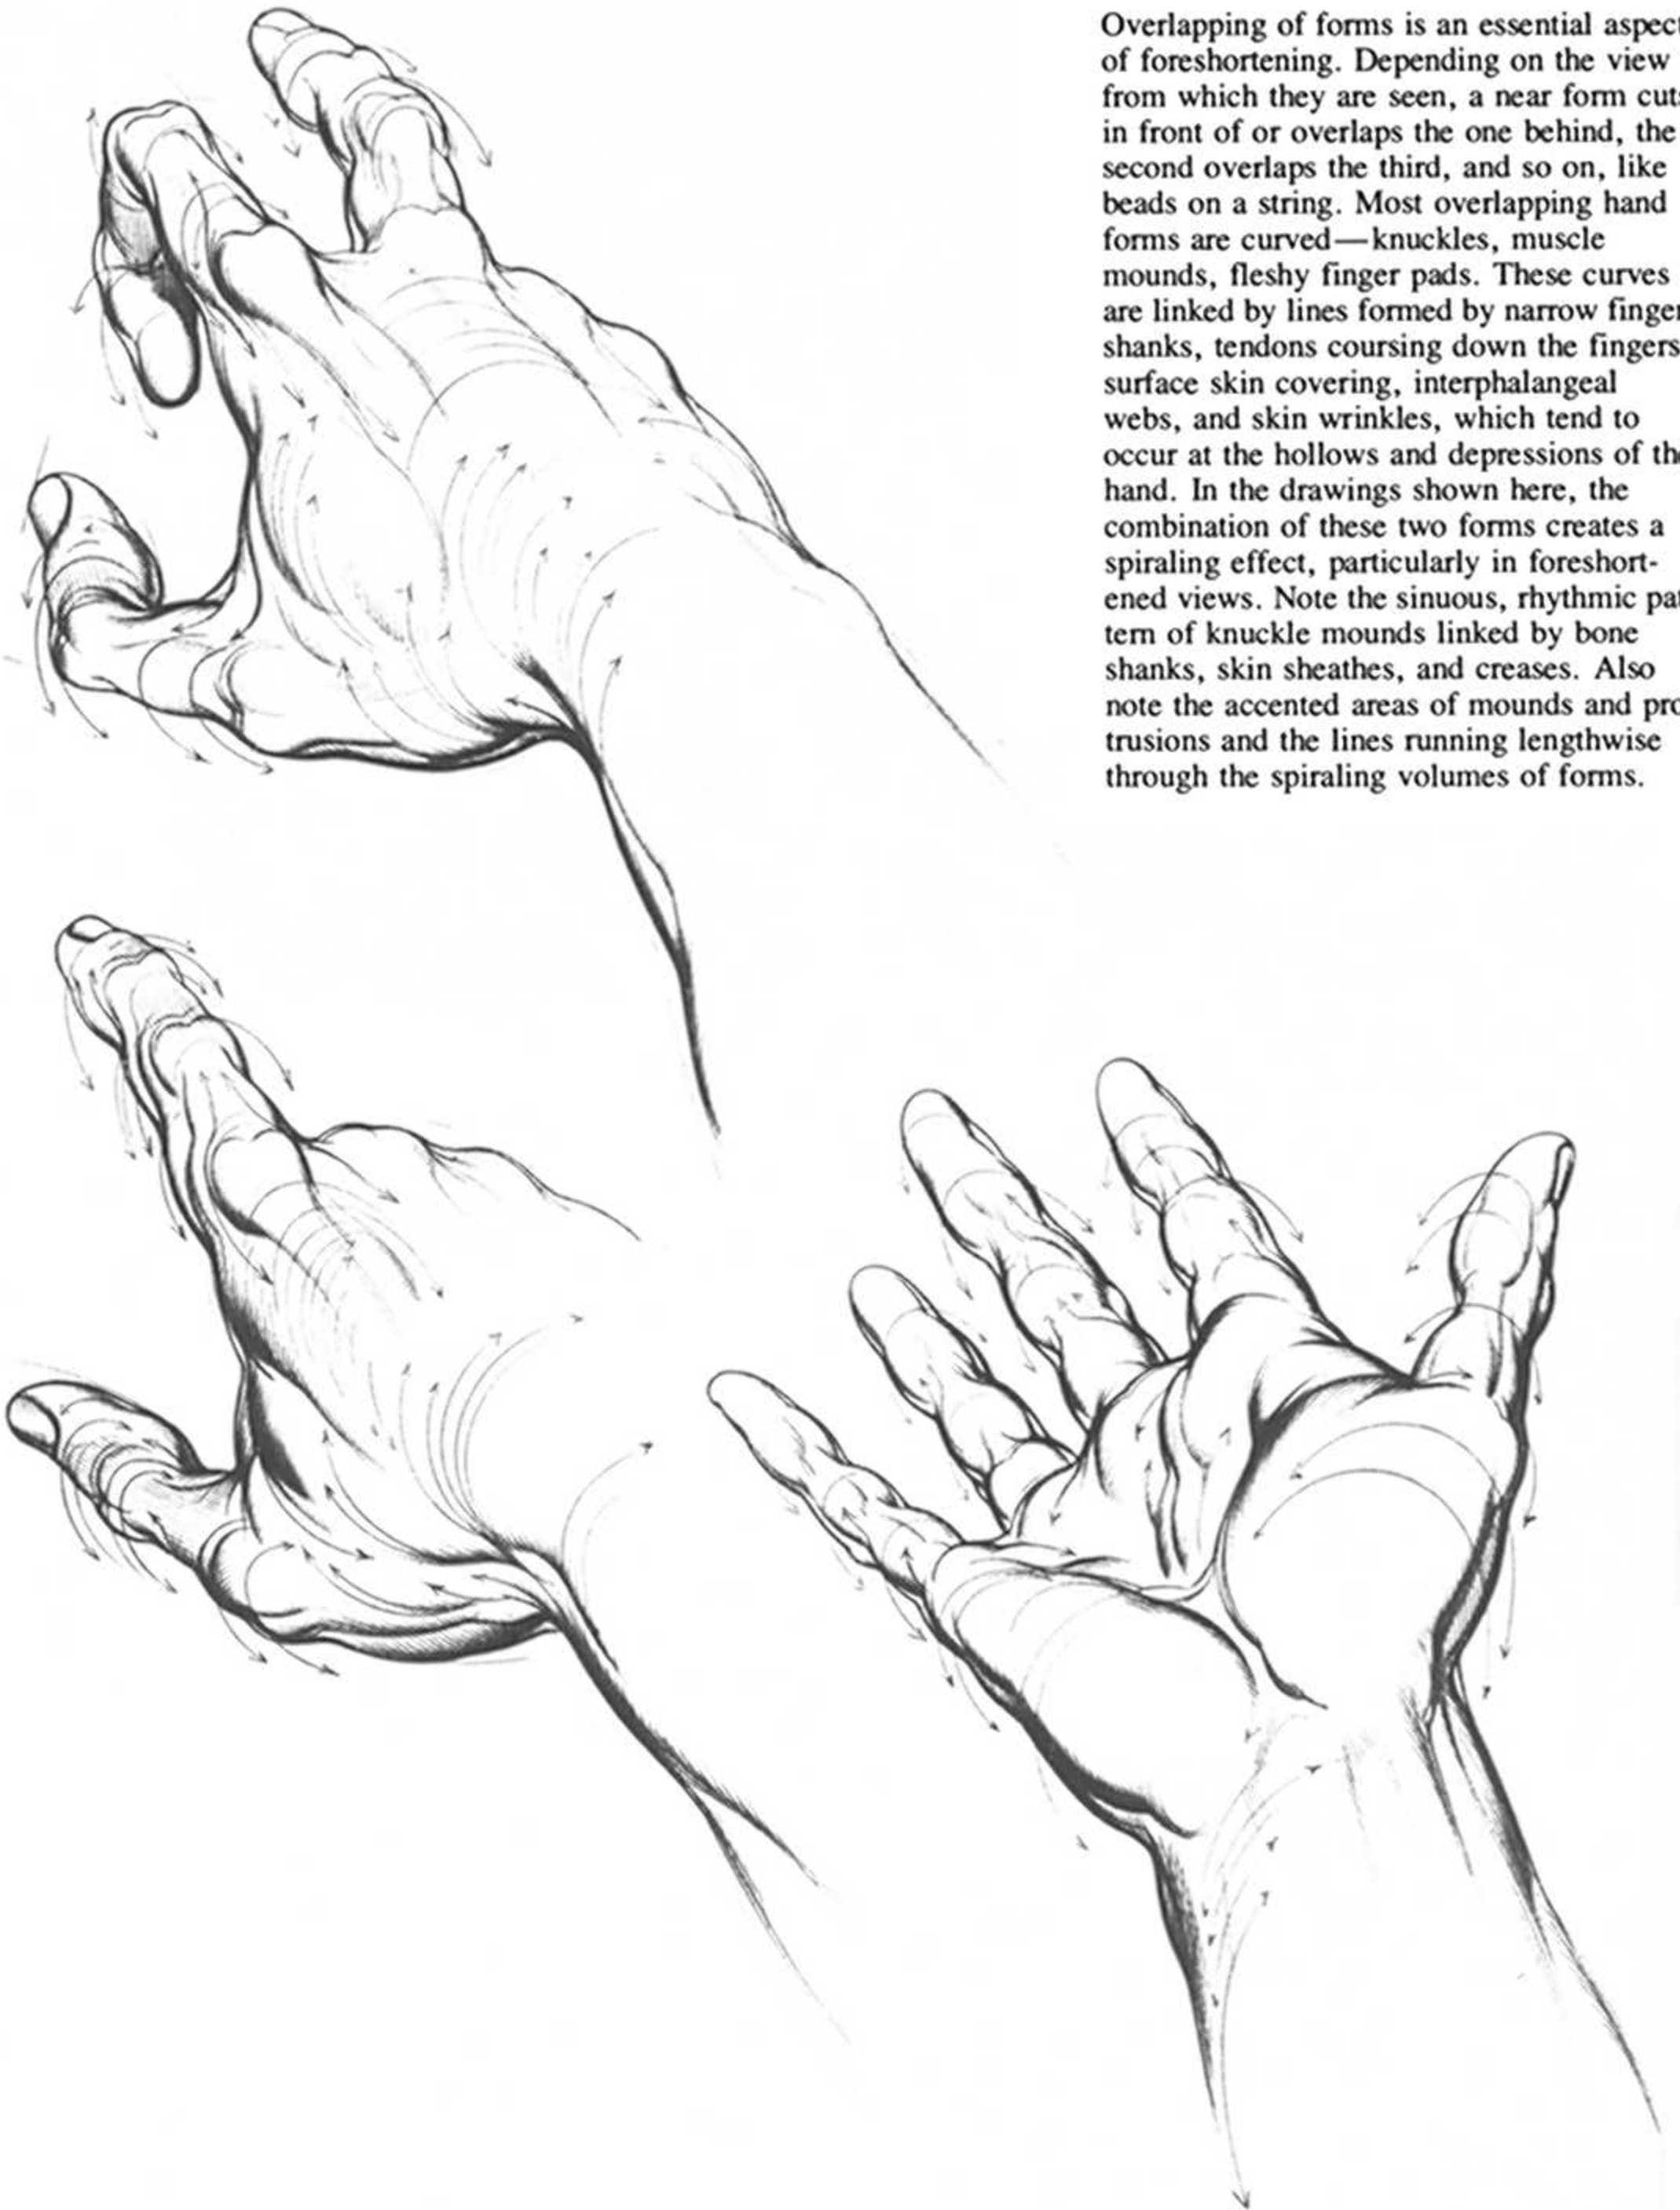 Overlapping of forms is an essential aspect
of foreshortening. Depending on the view
from which they are seen, a near form cuts
in front of or overlaps the one behind, the
second overlaps the third, and so on, like
beads on a string. Most overlapping hand
forms are curved—knuckles, muscle
mounds, fleshy finger pads. These curves
are linked by lines formed by narrow finger
shanks, tendons coursing down the fingers
surface skin covering, interphalangeal
webs, and skin wrinkles, which tend to
occur at the hollows and depressions of the
hand. In the drawings shown here, the
combination of these two forms creates a
spiraling effect, particularly in foreshort-
ened views. Note the sinuous, rhythmic pat
tern of knuckle mounds linked by bone
shanks, skin sheathes, and creases. Also
note the accented areas of mounds and pro
trusions and the lines running lengthwise
through the spiraling volumes of forms.